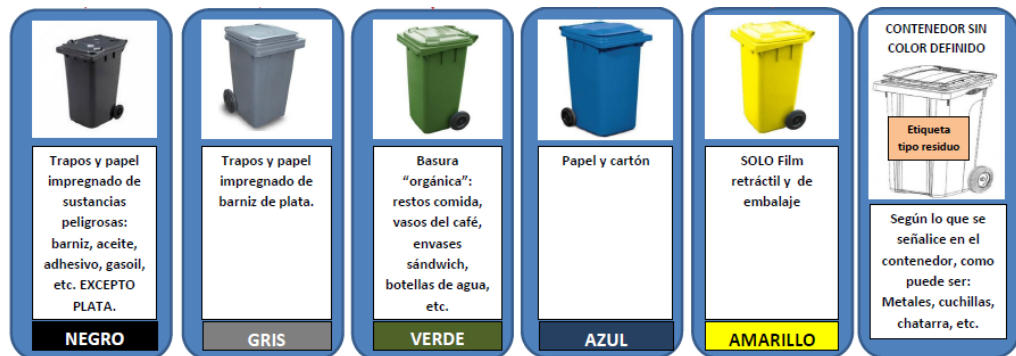 Trapos y papel
impregnado de
sustancias
peligrosas:
barniz, aceite,
adhesivo, gasoil,
etc. EXCEPTO
PLATA.
NEGRO
Trapos y papel
impregnado de
barniz de plata.
GRIS
Basura
“orgánica”:
restos comida,
vasos del café,
envases
sándwich,
botellas de agua,
etc.
VERDE
Papel y cartón
AZUL
SOLO Film
retráctil y de
embalaje
AMARILLO
CONTENEDOR SIN
COLOR DEFINIDO
Etiqueta
tipo residuo
Según lo que se
señalice en el
contenedor, como
puede ser:
Metales, cuchillas,
chatarra, etc.